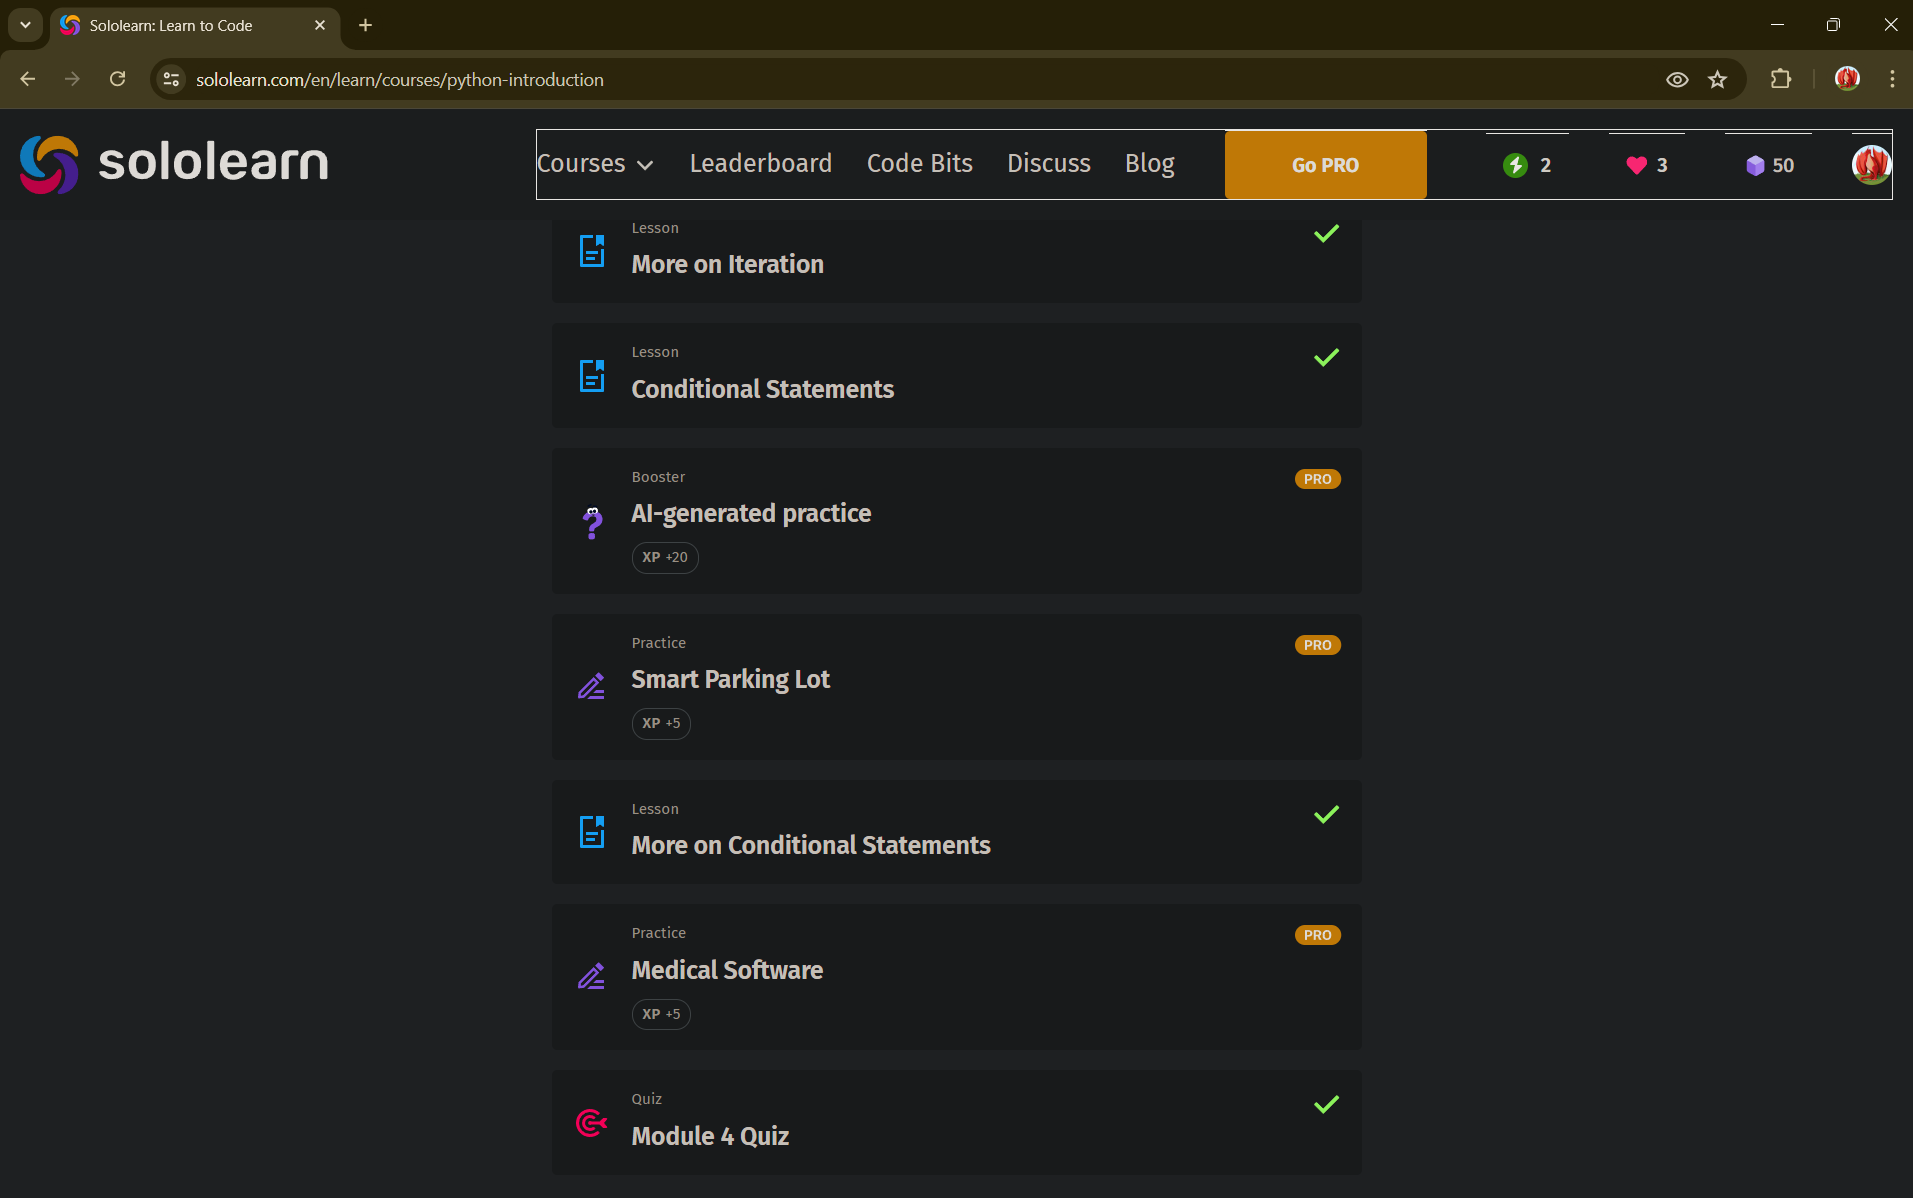 Sololearn: Learn to Code
sololearn.com/en/learn/courses/python-introduction
sololearn
Courses Leaderboard Code Bits Discuss Blog Go PRO 2 3 50
Lesson
More on Iteration
Lesson
Conditional Statements
Booster
PRO
AI-generated practice
XP +20
Practice
PRO
Smart Parking Lot
XP +5
Lesson
More on Conditional Statements
Practice
PRO
Medical Software
XP +5
Quiz
Module 4 Quiz